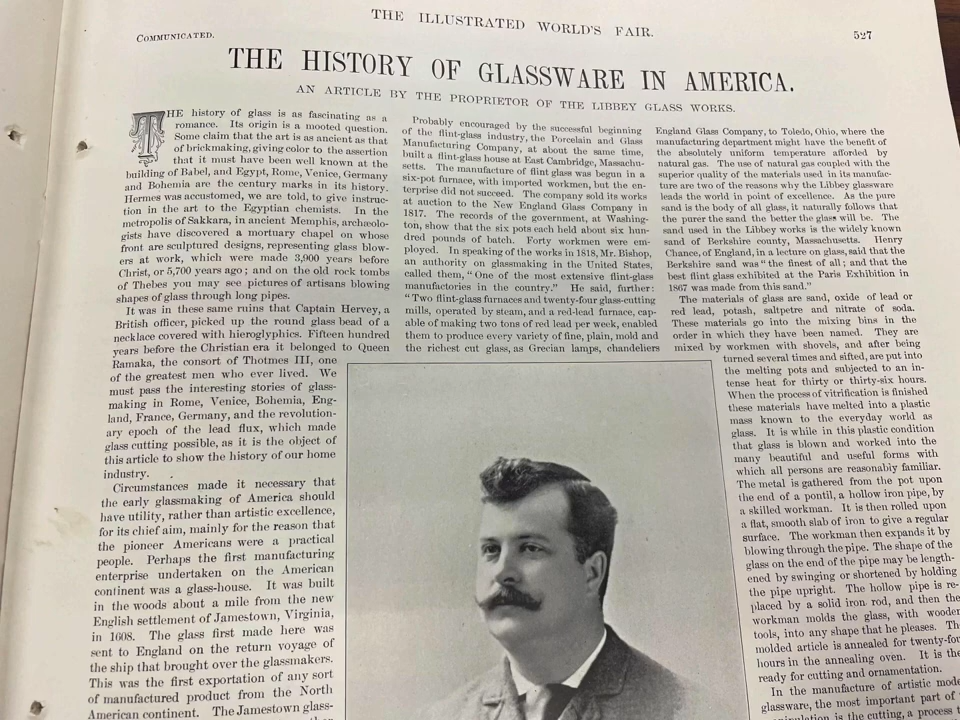 THE ILLUSTRATED WORLD'S FAIR.
527
COMMUNICATED.
THE HISTORY OF GLASSWARE IN AMERICA.
AN ARTICLE BY THE PROPRIETOR OF THE LIBBEY GLASS WORKS.
THE history of glass is as fascinating as a
romance. Its origin is a mooted question.
Some claim that the art is as ancient as that
of brickmaking, giving color to the assertion
that it must have been well known at the
building of Babel, and Egypt, Rome, Venice, Germany
and Bohemia are the century marks in its history.
Hermes was accustomed, we are told, to give instruc-
tion in the art to the Egyptian chemists. In the
metropolis of Sakkara, in ancient Memphis, archæolo-
gists have discovered a mortuary chapel on whose
front are sculptured designs, representing glass blow-
ers at work, which were made 3,900 years before
Christ, or 5,700 years ago; and on the old rock tombs
of Thebes you may see pictures of artisans blowing
shapes of glass through long pipes.
It was in these same ruins that Captain Hervey, a
British officer, picked up the round glass bead of a
necklace covered with hieroglyphics. Fifteen hundred
years before the Christian era it belonged to Queen
Ramaka, the consort of Thotmes III, one
of the greatest men who ever lived. We
must pass the interesting stories of glass-
making in Rome, Venice, Bohemia, Eng-
land, France, Germany, and the revolution-
ary epoch of the lead flux, which made
glass cutting possible, as it is the object of
this article to show the history of our home
industry.
Circumstances made it necessary that
the early glassmaking of America should
have utility, rather than artistic excellence,
for its chief aim, mainly for the reason that
the pioneer Americans were a practical
people. Perhaps the first manufacturing
enterprise undertaken on the American
continent was a glass-house. It was built
in the woods about a mile from the new
English settlement of Jamestown, Virginia,
in 1608. The glass first made here was
sent to England on the return voyage of
the ship that brought over the glassmakers.
This was the first exportation of any sort
of manufactured product from the North
American continent. The Jamestown glass-
Probably encouraged by the successful beginning
of the flint-glass industry, the Porcelain and Glass
Manufacturing Company, at about the same time,
built a flint-glass house at East Cambridge, Massachu-
setts. The manufacture of flint glass was begun in a
six-pot furnace, with imported workmen, but the en-
terprise did not succeed. The company sold its works
at auction to the New England Glass Company in
1817. The records of the government, at Washing-
ton, show that the six pots each held about six hun-
dred pounds of batch. Forty workmen were em-
ployed. In speaking of the works in 1818, Mr. Bishop,
an authority on glassmaking in the United States,
called them, "One of the most extensive flint-glass
manufactories in the country." He said, further:
"Two flint-glass furnaces and twenty-four glass-cutting
mills, operated by steam, and a red-lead furnace, cap-
able of making two tons of red lead per week, enabled
them to produce every variety of fine, plain, mold and
the richest cut glass, as Grecian lamps, chandeliers
England Glass Company, to Toledo, Ohio, where the
manufacturing department might have the benefit of
the absolutely uniform temperature afforded by
natural gas. The use of natural gas coupled with the
superior quality of the materials used in its manufac-
ture are two of the reasons why the Libbey glassware
leads the world in point of excellence. As the pure
sand is the body of all glass, it naturally follows that
the purer the sand the better the glass will be. The
sand used in the Libbey works is the widely known
sand of Berkshire county, Massachusetts. Henry
Chance, of England, in a lecture on glass, said that the
Berkshire sand was "the finest of all; and that the
best flint glass exhibited at the Paris Exhibition in
1867 was made from this sand."
The materials of glass are sand, oxide of lead or
red lead, potash, saltpetre and nitrate of soda.
These materials go into the mixing bins in the
order in which they have been named. They are
mixed by workmen with shovels, and after being
turned several times and sifted, are put into
the melting pots and subjected to an in-
tense heat for thirty or thirty-six hours.
When the process of vitrification is finished
these materials have melted into a plastic
mass known to the everyday world as
glass. It is while in this plastic condition
that glass is blown and worked into the
many beautiful and useful forms with
which all persons are reasonably familiar.
The metal is gathered from the pot upon
the end of a pontil, a hollow iron pipe, by
a skilled workman. It is then rolled upon
a flat, smooth slab of iron to give a regular
surface. The workman then expands it by
blowing through the pipe. The shape of the
glass on the end of the pipe may be length-
ened by swinging or shortened by holding
the pipe upright. The hollow pipe is re-
placed by a solid iron rod, and then the
workman molds the glass, with wooden
tools, into any shape that he pleases. The
molded article is annealed for twenty-four
hours in the annealing oven. It is the
ready for cutting and ornamentation.
In the manufacture of artistic mode
glassware, the most important part of
is the cutting, a process